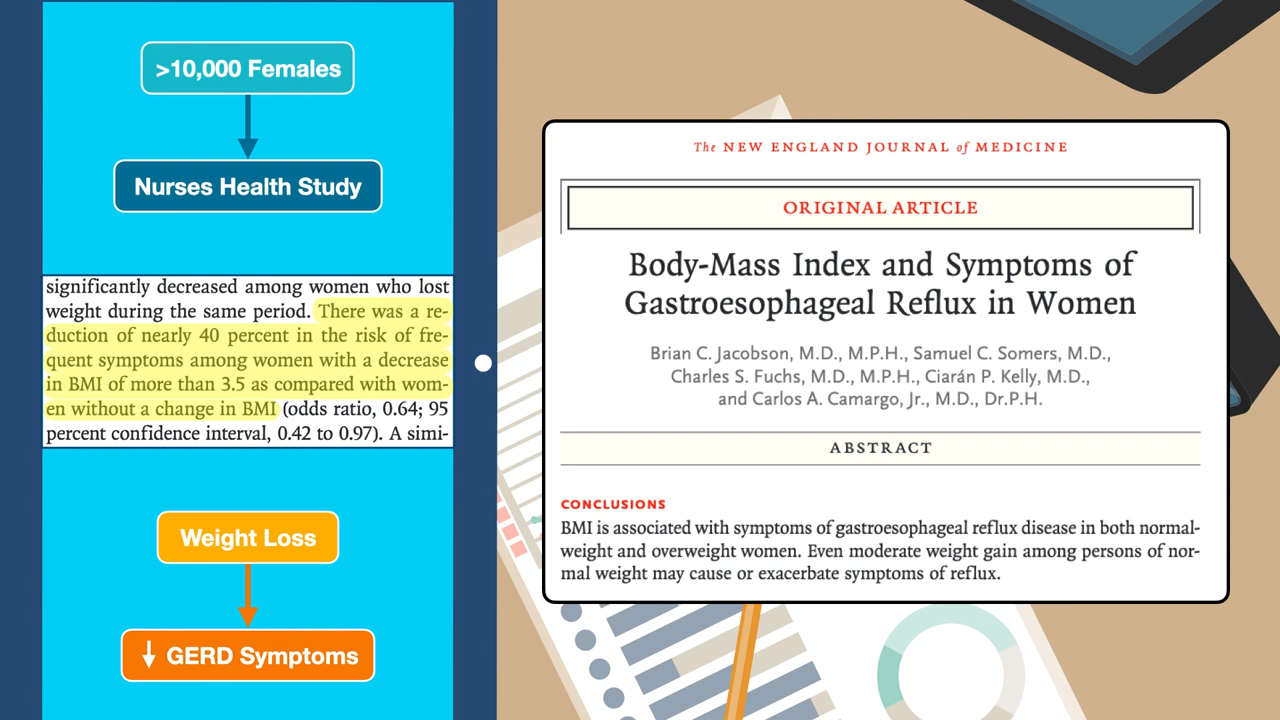 >10,000 Females
Nurses Health Study
significantly decreased among women who lost
weight during the same period. There was a re-
duction of nearly 40 percent in the risk of fre-
quent symptoms among women with a decrease
in BMI of more than 3.5 as compared with wom-
en without a change in BMI (odds ratio, 0.64; 95
percent confidence interval, 0.42 to 0.97). A simi-
Weight Loss
↓ GERD Symptoms
The NEW ENGLAND JOURNAL of MEDICINE
ORIGINAL ARTICLE
Body-Mass Index and Symptoms of
Gastroesophageal Reflux in Women
Brian C. Jacobson, M.D., M.P.H., Samuel C. Somers, M.D.,
Charles S. Fuchs, M.D., M.P.H., Ciarán P. Kelly, M.D.,
and Carlos A. Camargo, Jr., M.D., Dr.P.H.
ABSTRACT
CONCLUSIONS
BMI is associated with symptoms of gastroesophageal reflux disease in both normal-
weight and overweight women. Even moderate weight gain among persons of nor-
mal weight may cause or exacerbate symptoms of reflux.